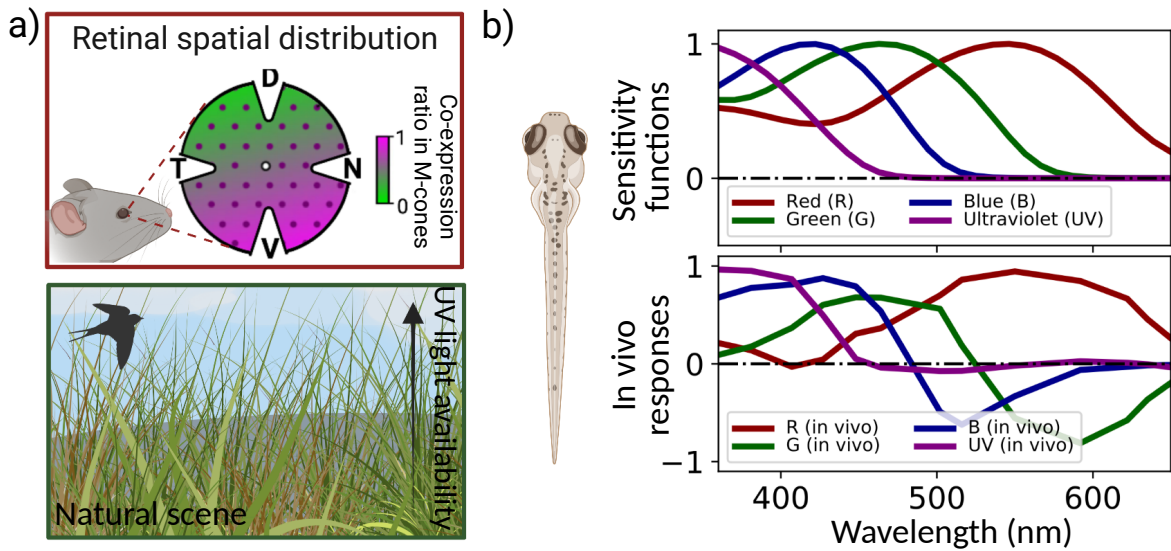 a)
Retinal spatial distribution
D
T
N
V
1
0
Co-expression
ratio in M-cones
UV light availability
Natural scene
b)
Sensitivity
functions
1
0
Red (R)
Green (G)
Blue (B)
Ultraviolet (UV)
In vivo
responses
1
0
−1
R (in vivo)
G (in vivo)
B (in vivo)
UV (in vivo)
400
500
600
Wavelength (nm)